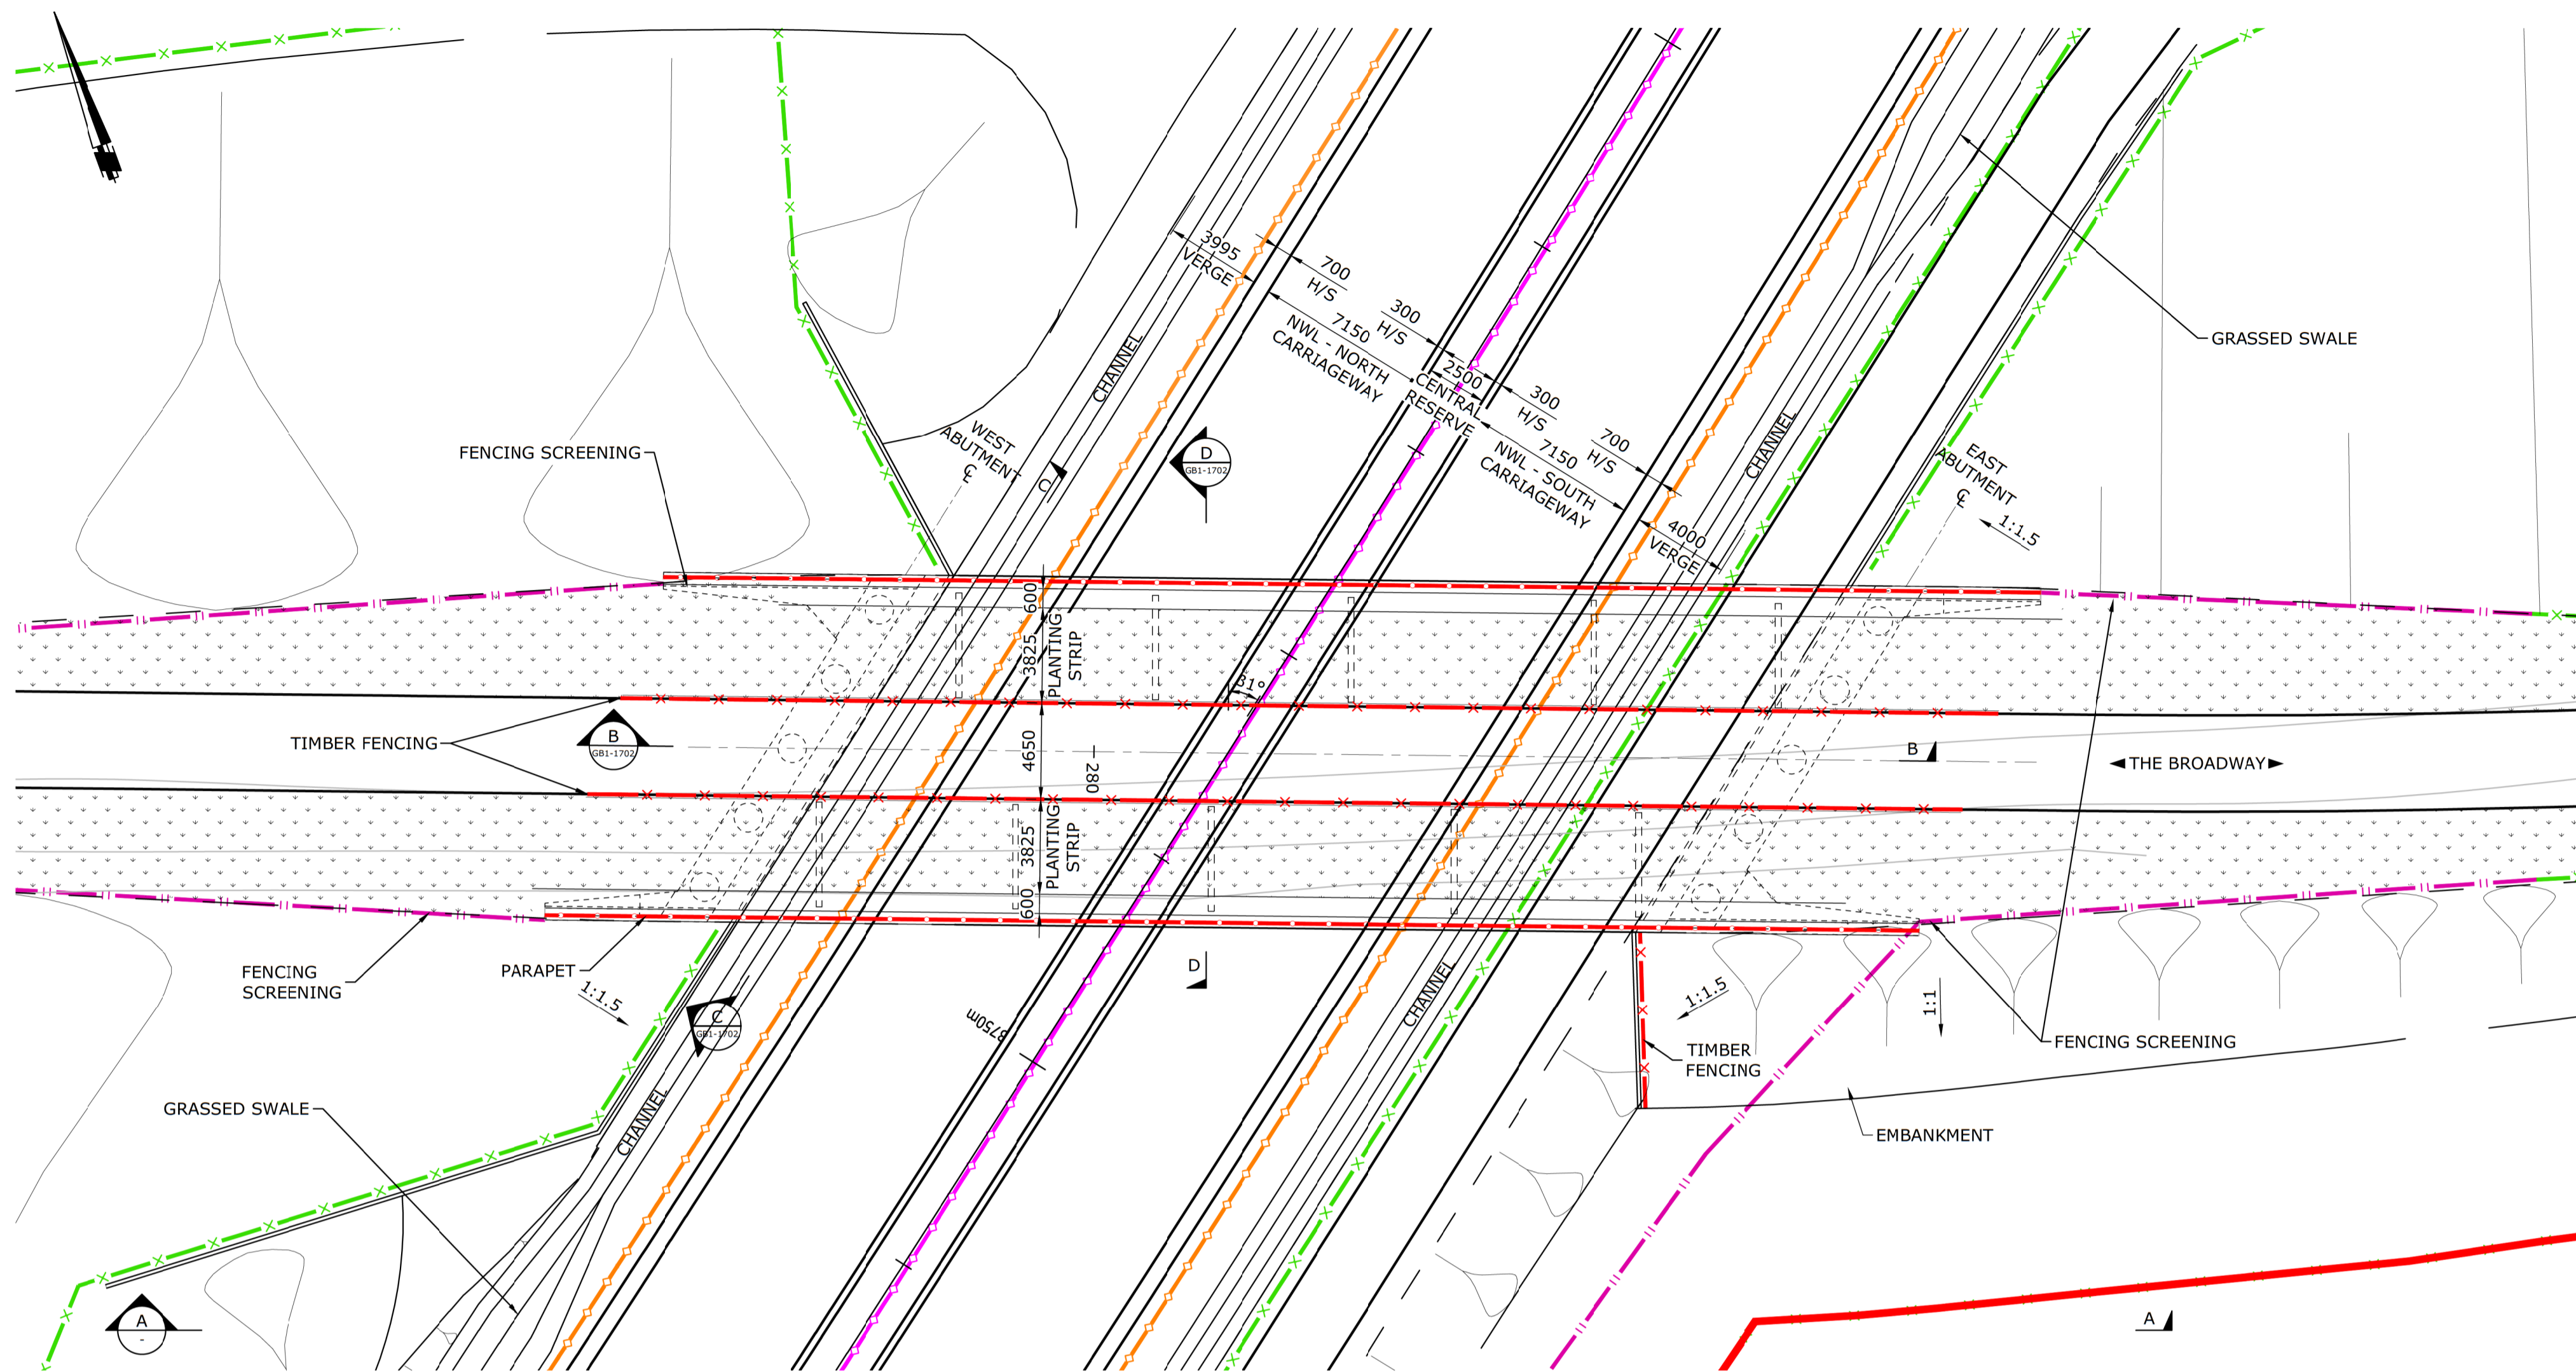 3995
VERGE
700
H/S
300
H/S
7150
NWL - NORTH
CARRIAGEWAY
2500
CENTRAL
RESERVE
300
H/S
700
H/S
7150
NWL - SOUTH
CARRIAGEWAY
4000
VERGE
CHANNEL
CHANNEL
GRASSED SWALE
FENCING SCREENING
WEST
ABUTMENT
℄
C
D
GB1-1702
EAST
ABUTMENT
℄
1:1.5
600
3825
PLANTING
STRIP
31°
TIMBER FENCING
B
GB1-1702
4650
280
B
THE BROADWAY
3825
PLANTING
STRIP
600
FENCING
SCREENING
PARAPET
1:1.5
C
GB1-1702
D
8750m
CHANNEL
1:1.5
1:1
TIMBER
FENCING
FENCING SCREENING
GRASSED SWALE
CHANNEL
EMBANKMENT
A
-
A